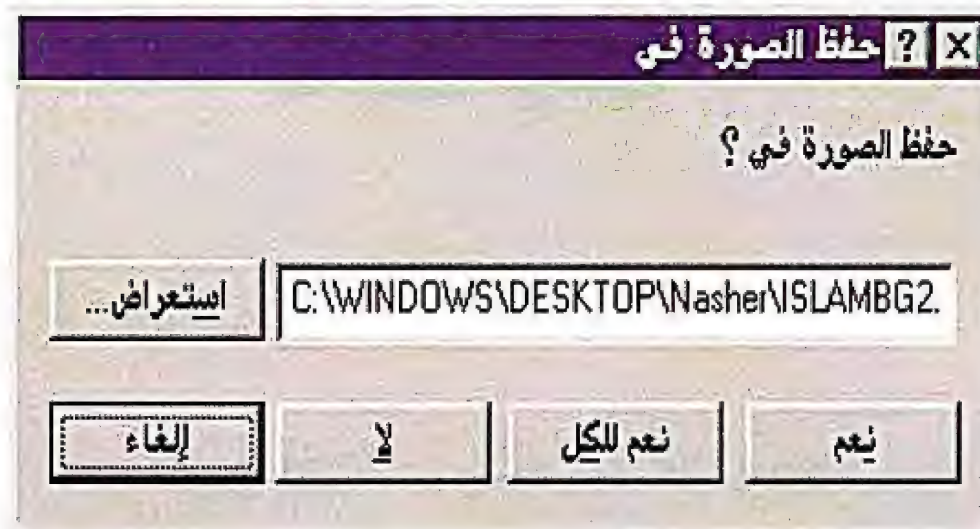 حفظ الصورة في
حفظ الصورة في ؟
C:\WINDOWS\DESKTOP\Nasher\ISLAMBG2. استعراض...
نعم نعم للكل لا إلغاء